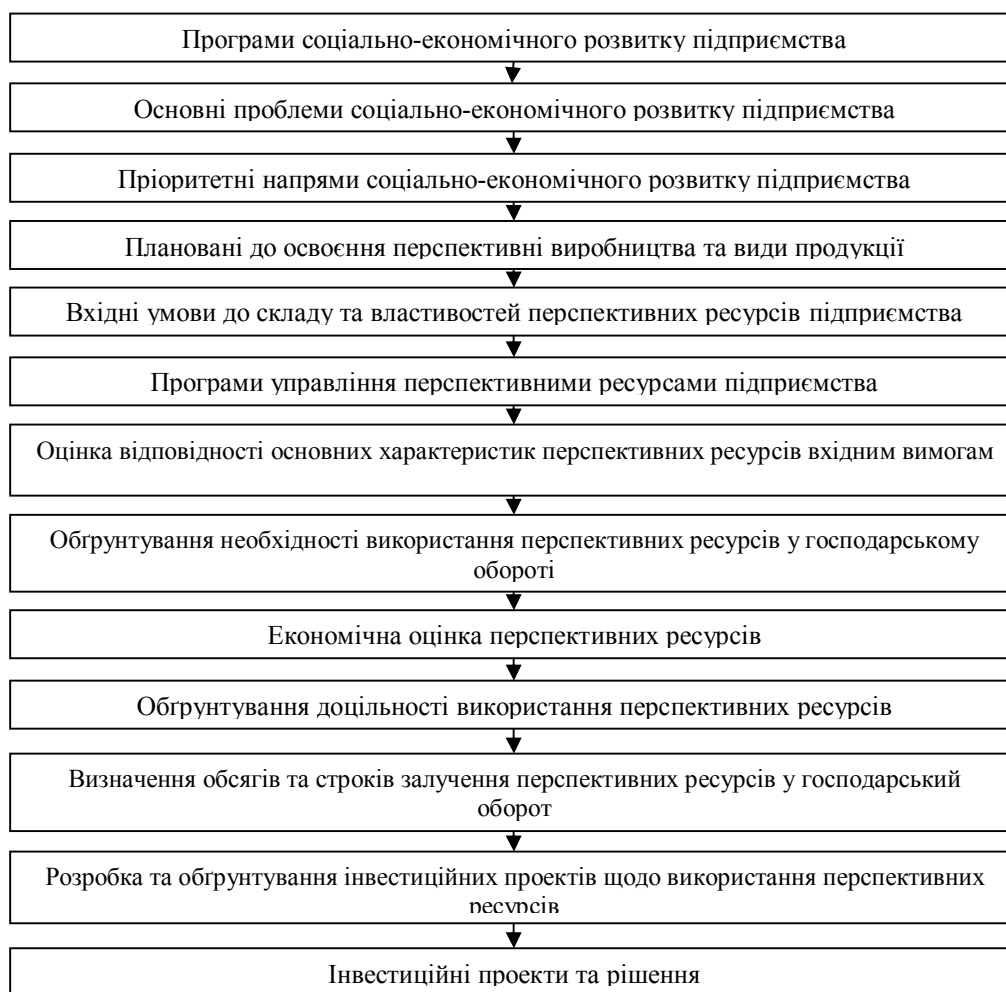 Програми соціально-економічного розвитку підприємства
Основні проблеми соціально-економічного розвитку підприємства
Пріоритетні напрями соціально-економічного розвитку підприємства
Плановані до освоєння перспективні виробництва та види продукції
Вхідні умови до складу та властивостей перспективних ресурсів підприємства
Програми управління перспективними ресурсами підприємства
Оцінка відповідності основних характеристик перспективних ресурсів вхідним вимогам
Обґрунтування необхідності використання перспективних ресурсів у господарському
обороті
Економічна оцінка перспективних ресурсів
Обґрунтування доцільності використання перспективних ресурсів
Визначення обсягів та строків залучення перспективних ресурсів у господарський
оборот
Розробка та обґрунтування інвестиційних проектів щодо використання перспективних
ресурсів
Інвестиційні проекти та рішення